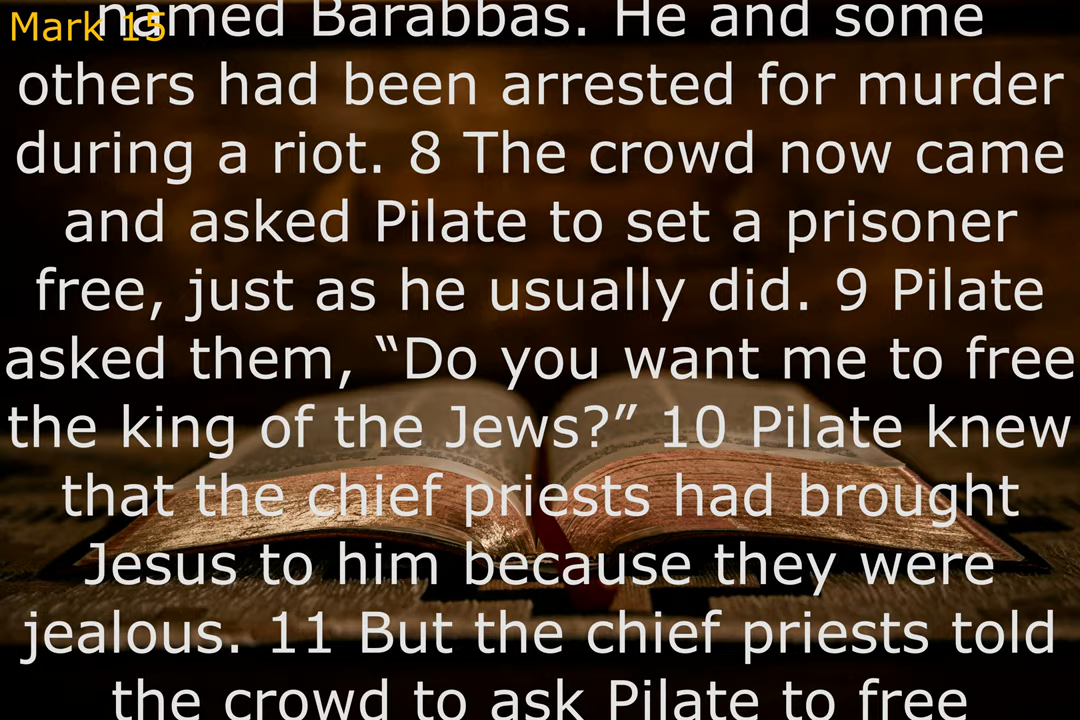 Mark 15
named Barabbas. He and some
others had been arrested for murder
during a riot. 8 The crowd now came
and asked Pilate to set a prisoner
free, just as he usually did. 9 Pilate
asked them, “Do you want me to free
the king of the Jews?” 10 Pilate knew
that the chief priests had brought
Jesus to him because they were
jealous. 11 But the chief priests told
the crowd to ask Pilate to free